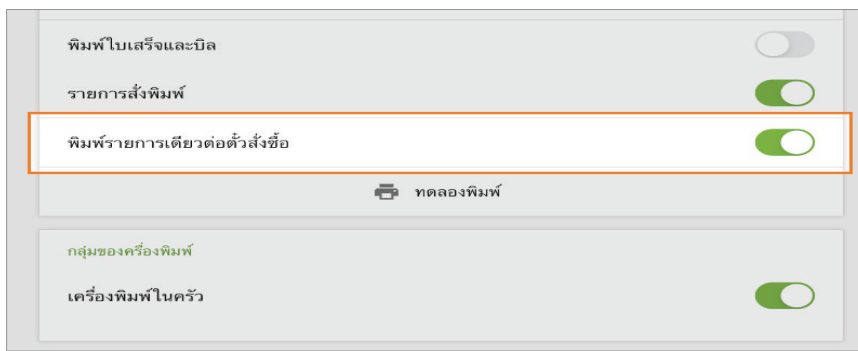 พิมพ์ใบเสร็จและบิล
รายการสั่งพิมพ์
พิมพ์รายการเดียวต่อตั๋วสั่งซื้อ
ทดลองพิมพ์
กลุ่มของครื่องพิมพ์
เครื่องพิมพ์ในครัว